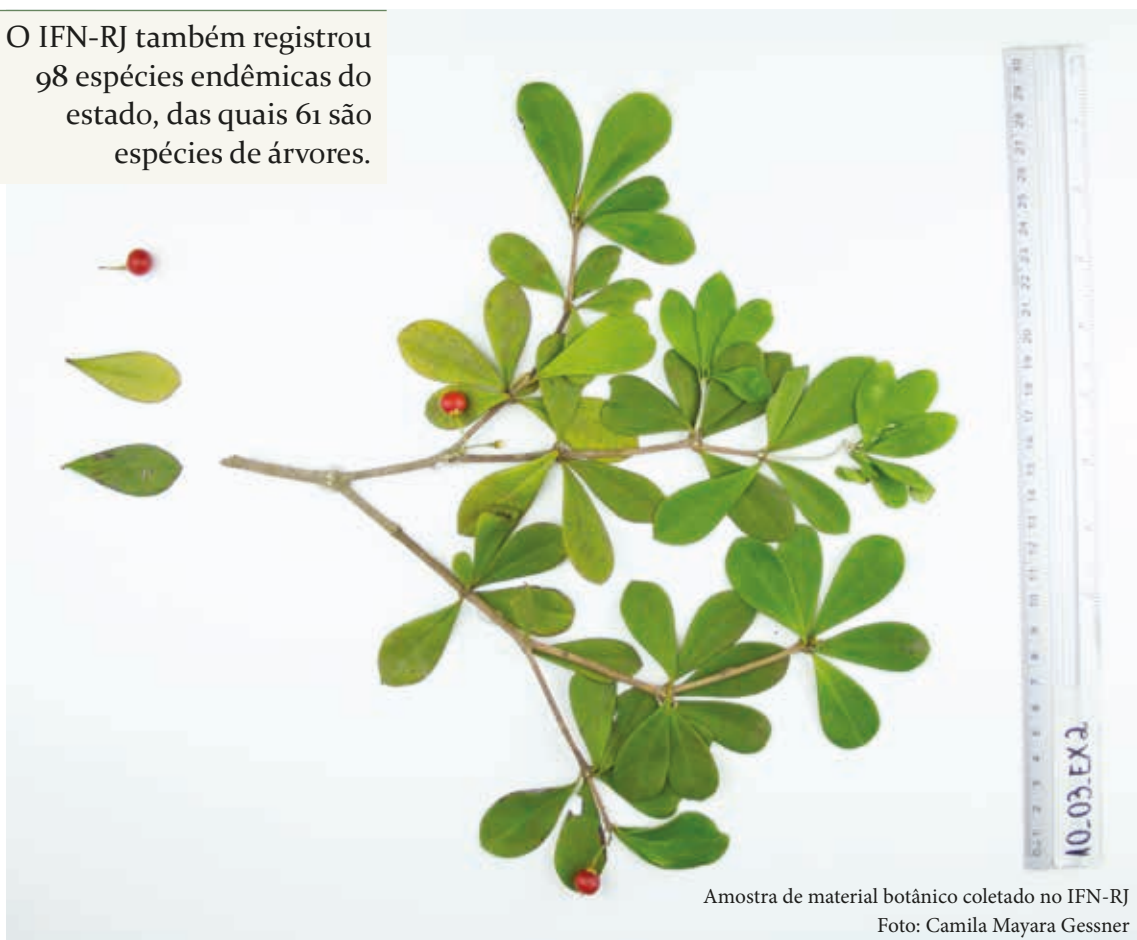 O IFN-RJ também registrou
98 espécies endêmicas do
estado, das quais 61 são
espécies de árvores.
10_03_EX2
Amostra de material botânico coletado no IFN-RJ
Foto: Camila Mayara Gessner